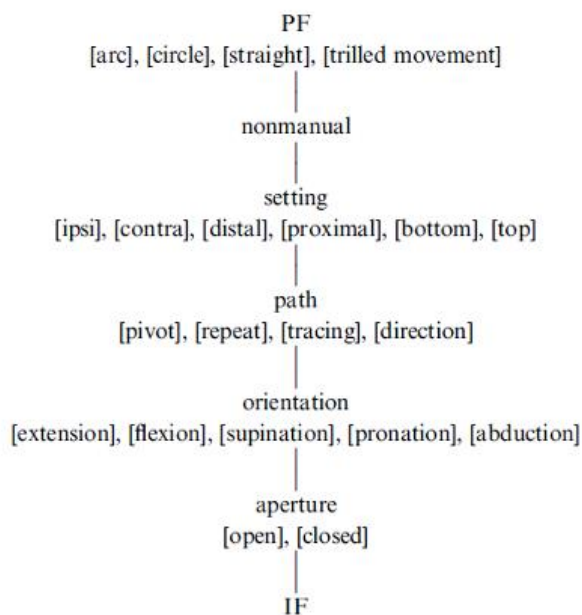 PF
[arc], [circle], [straight], [trilled movement]
nonmanual
setting
[ipsi], [contra], [distal], [proximal], [bottom], [top]
path
[pivot], [repeat], [tracing], [direction]
orientation
[extension], [flexion], [supination], [pronation], [abduction]
aperture
[open], [closed]
IF